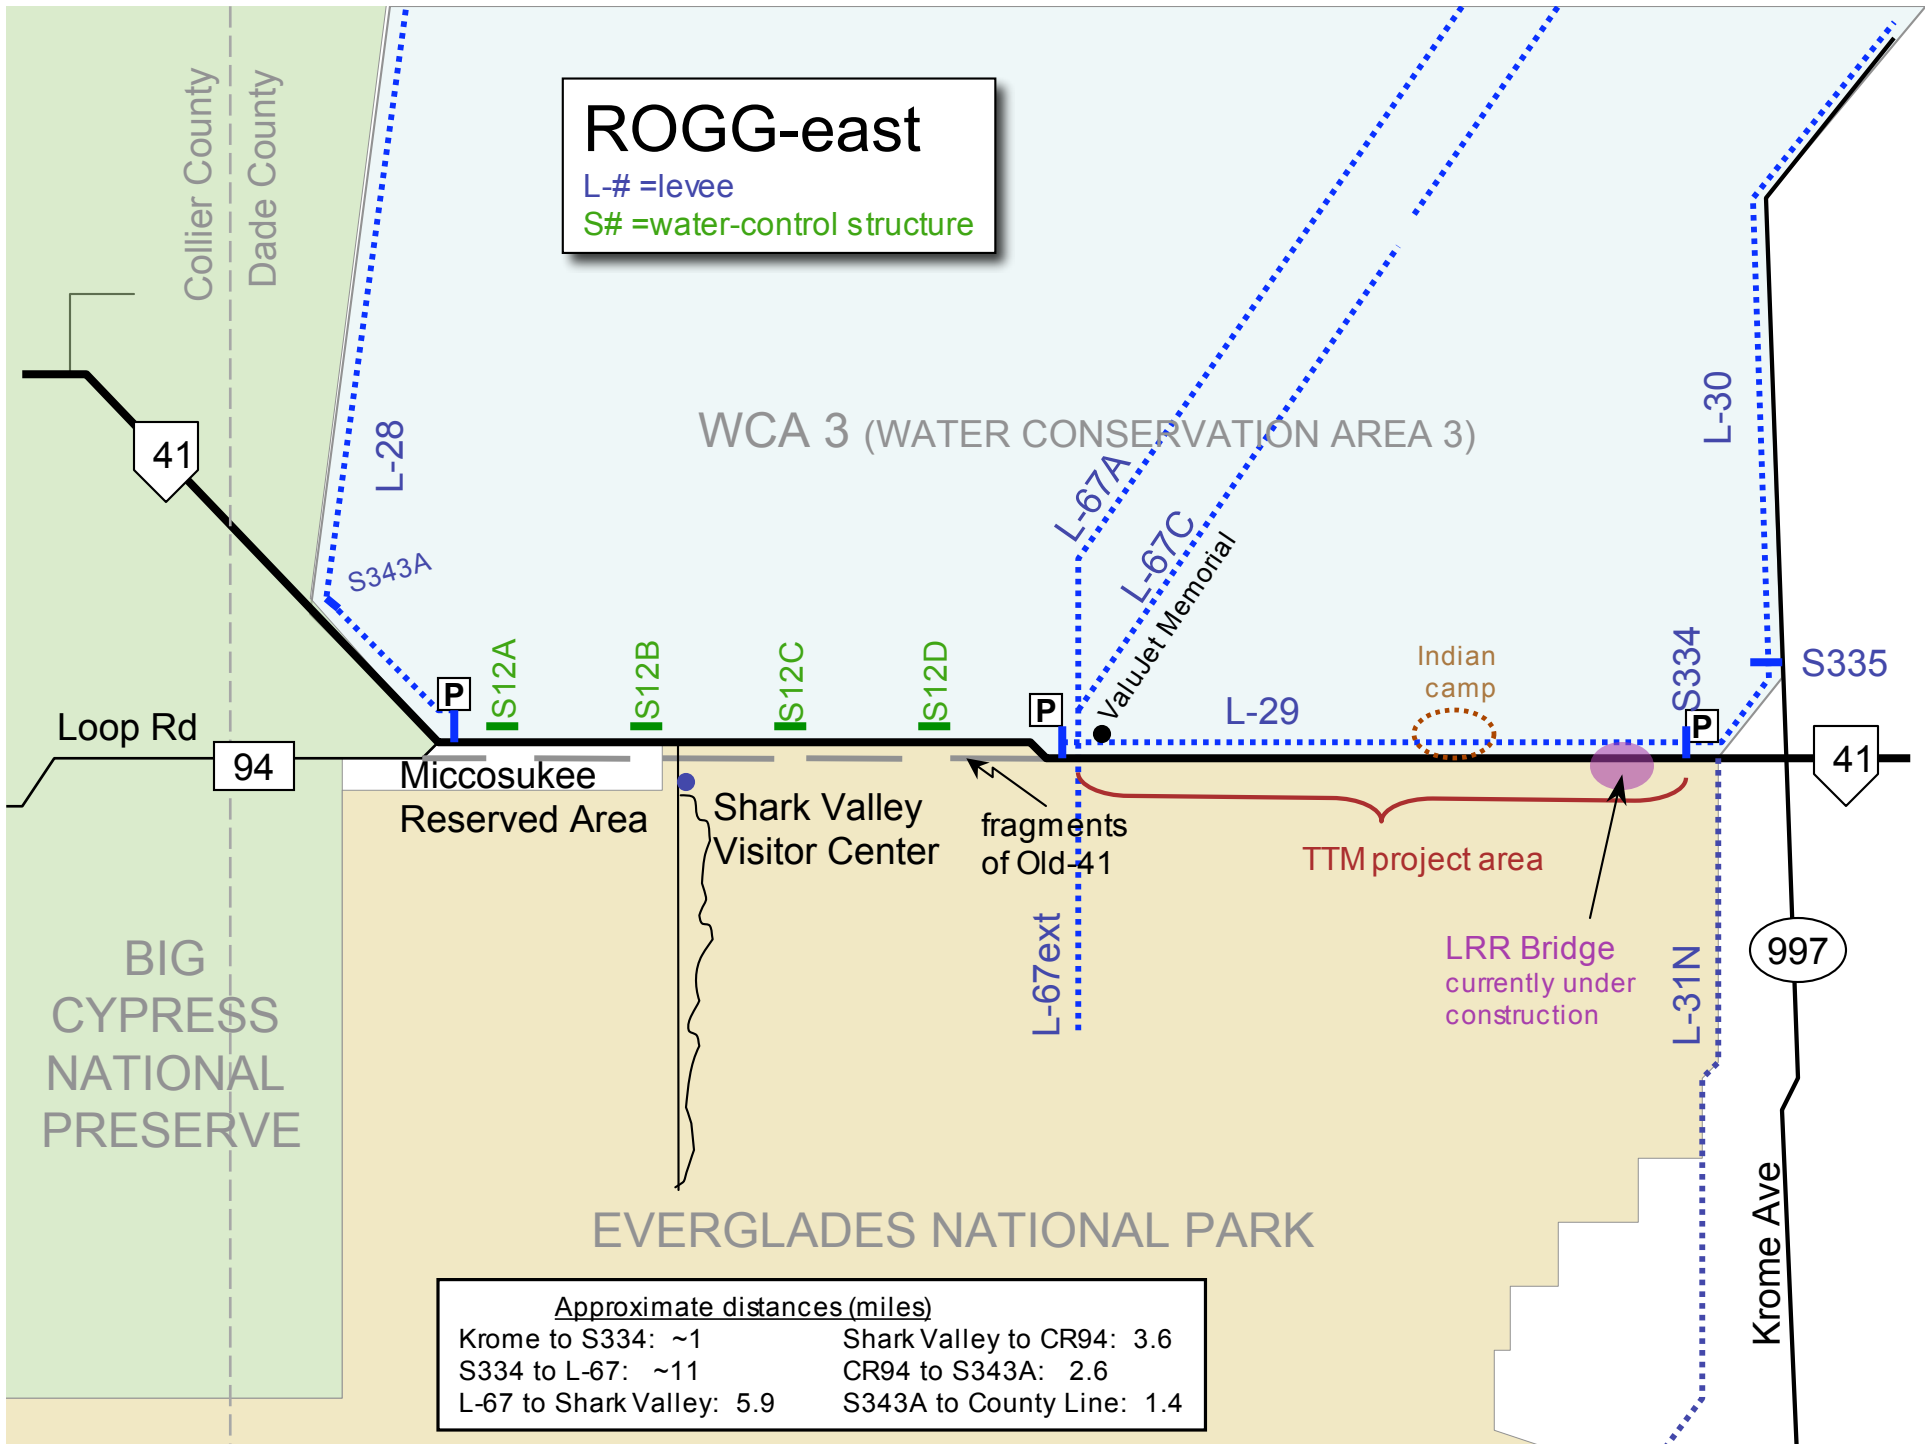 Collier County
Dade County
ROGG-east
L-# =levee
S# =water-control structure
41
L-28
WCA 3 (WATER CONSERVATION AREA 3)
L-30
L-67A
L-67C
ValuJet Memorial
S343A
S12A
S12B
S12C
S12D
P
P
Indian
camp
L-29
S334
P
S335
Loop Rd
94
41
Miccosukee
Reserved Area
Shark Valley
Visitor Center
fragments
of Old-41
TTM project area
L-67ext
LRR Bridge
currently under
construction
L-31N
997
BIG
CYPRESS
NATIONAL
PRESERVE
EVERGLADES NATIONAL PARK
Krome Ave
Approximate distances (miles)
Krome to S334: ~1
Shark Valley to CR94: 3.6
S334 to L-67: ~11
CR94 to S343A: 2.6
L-67 to Shark Valley: 5.9
S343A to County Line: 1.4